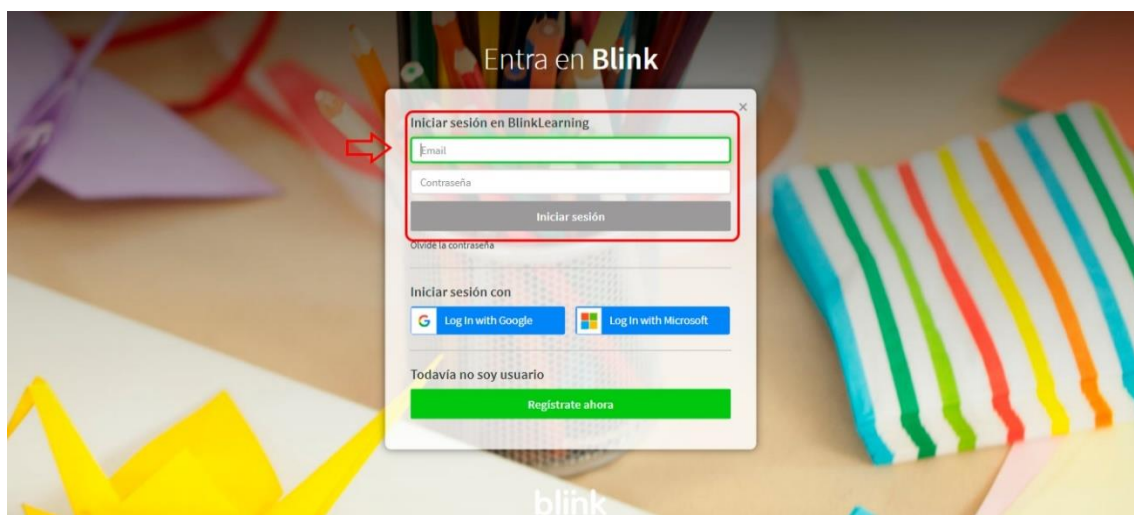 Entra en Blink
×
Iniciar sesión en BlinkLearning
Email
Contraseña
Iniciar sesión
Olvidé la contraseña
Iniciar sesión con
G Log In with Google
Log In with Microsoft
Todavía no soy usuario
Regístrate ahora
blink